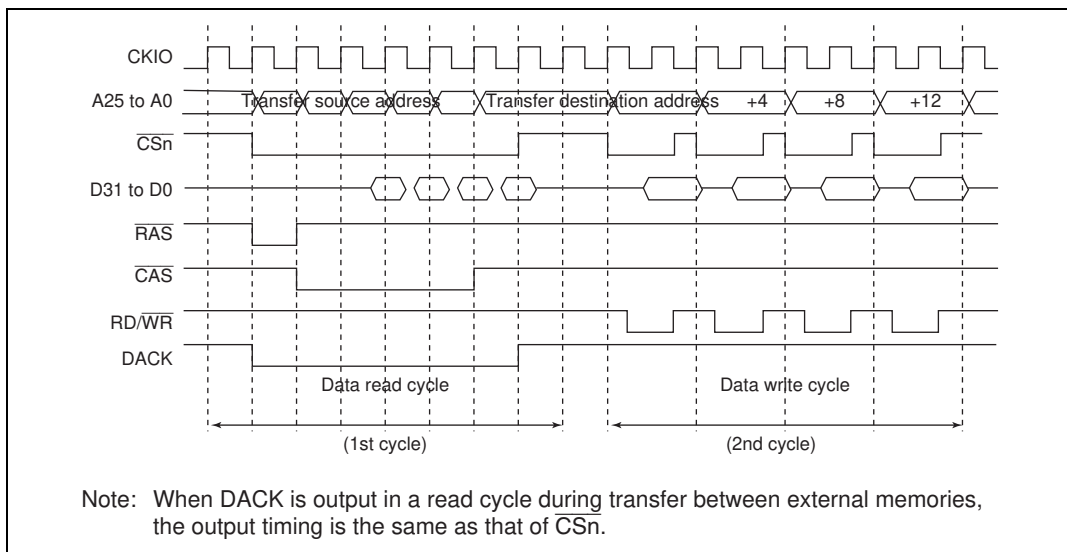 CKIO
A25 to A0
Transfer source address
Transfer destination address
+4
+8
+12
CSn
D31 to D0
RAS
CAS
RD/WR
DACK
Data read cycle
Data write cycle
(1st cycle)
(2nd cycle)
Note: When DACK is output in a read cycle during transfer between external memories,
the output timing is the same as that of CSn.